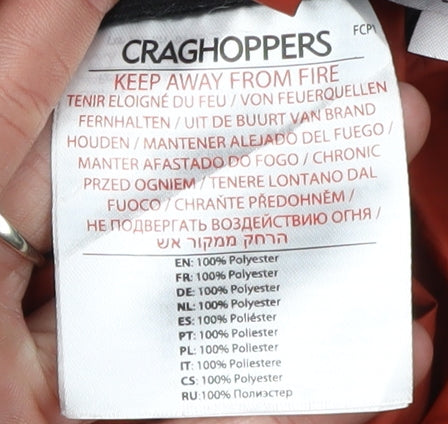 FCPV
CRAGHOPPERS
KEEP AWAY FROM FIRE
TENIR ELOIGNÉ DU FEU / VON FEUERQUELLEN
FERNHALTEN / UIT DE BUURT VAN BRAND
HOUDEN / MANTENER ALEJADO DEL FUEGO /
MANTER AFASTADO DO FOGO / CHRONIC
PRZED OGNIEM / TENERE LONTANO DAL
FUOCO / CHRAŇTE PŘEDOHNĚM /
НЕ ПОДВЕРГАТЬ ВОЗДЕЙСТВИЮ ОГНЯ /
הרחק ממקור אש
EN: 100% Polyester
FR: 100% Polyester
DE: 100% Polyester
NL: 100% Polyester
ES: 100% Poliéster
PT: 100% Poliester
PL: 100% Poliester
IT: 100% Poliestere
CS: 100% Polyester
RU:100% Полиэстер